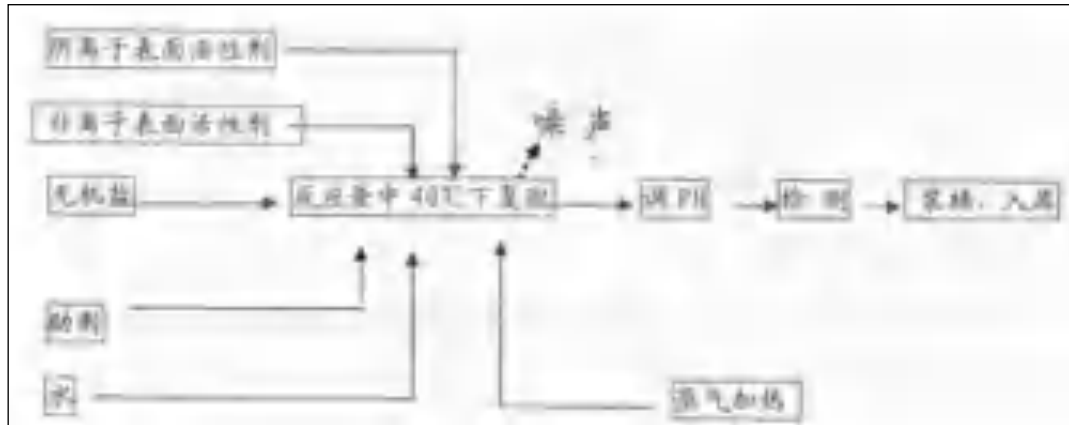 阴离子表面活性剂
非离子表面活性剂
噪声
无机盐
反应釜中 40℃下复配
调PH
检测
装桶、入库
助剂
水
蒸气加热